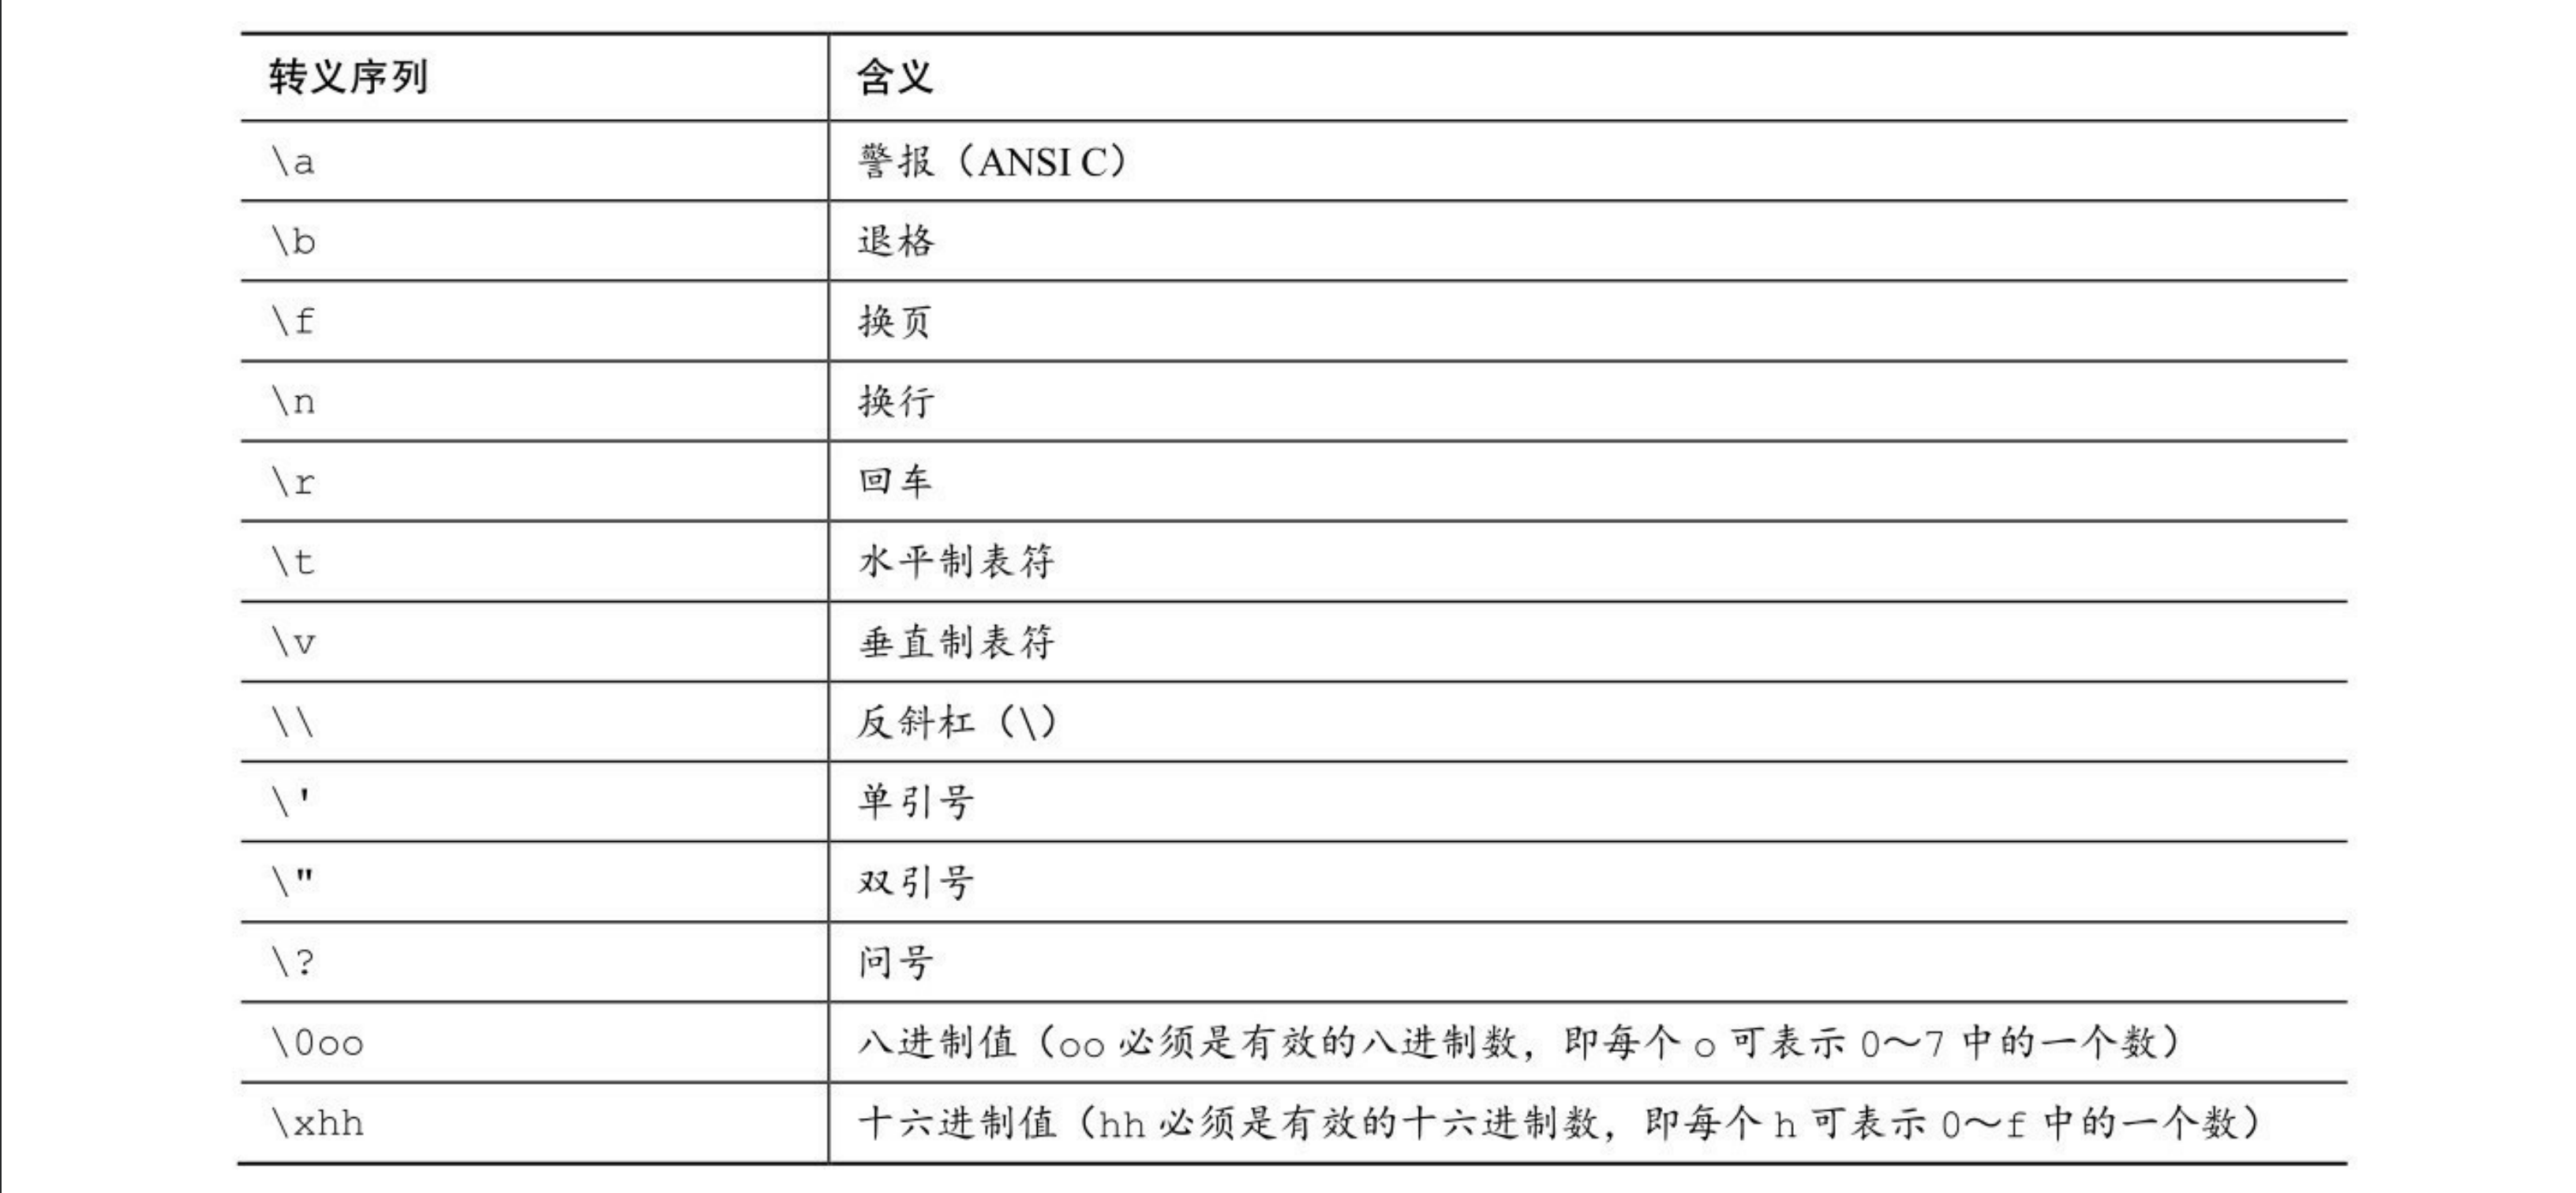 转义序列 含义
\a 警报（ANSI C）
\b 退格
\f 换页
\n 换行
\r 回车
\t 水平制表符
\v 垂直制表符
\\ 反斜杠（\）
\' 单引号
\" 双引号
\? 问号
\0oo 八进制值（oo 必须是有效的八进制数，即每个 o 可表示 0～7 中的一个数）
\xhh 十六进制值（hh 必须是有效的十六进制数，即每个 h 可表示 0～f 中的一个数）